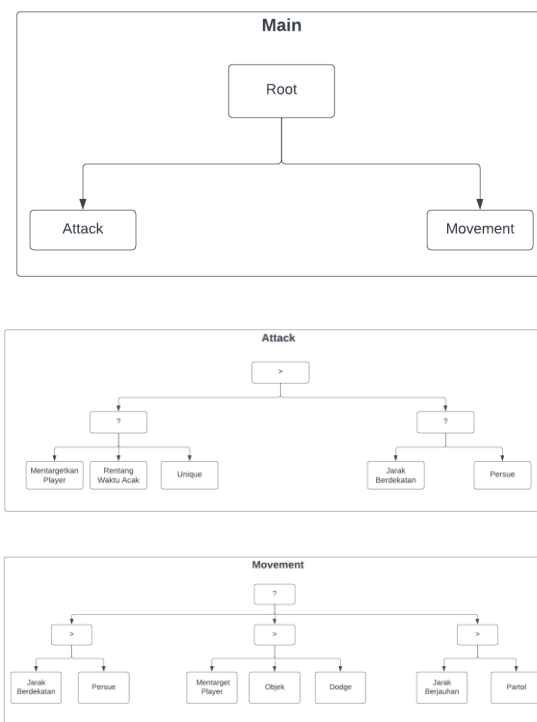 Main
Root
Attack
Movement
Attack
>
?
?
Mentargetkan
Player
Rentang
Waktu Acak
Unique
Jarak
Berdekatan
Persue
Movement
?
>
>
>
Jarak
Berdekatan
Persue
Mentarget
Player
Objek
Dodge
Jarak
Berjauhan
Partol